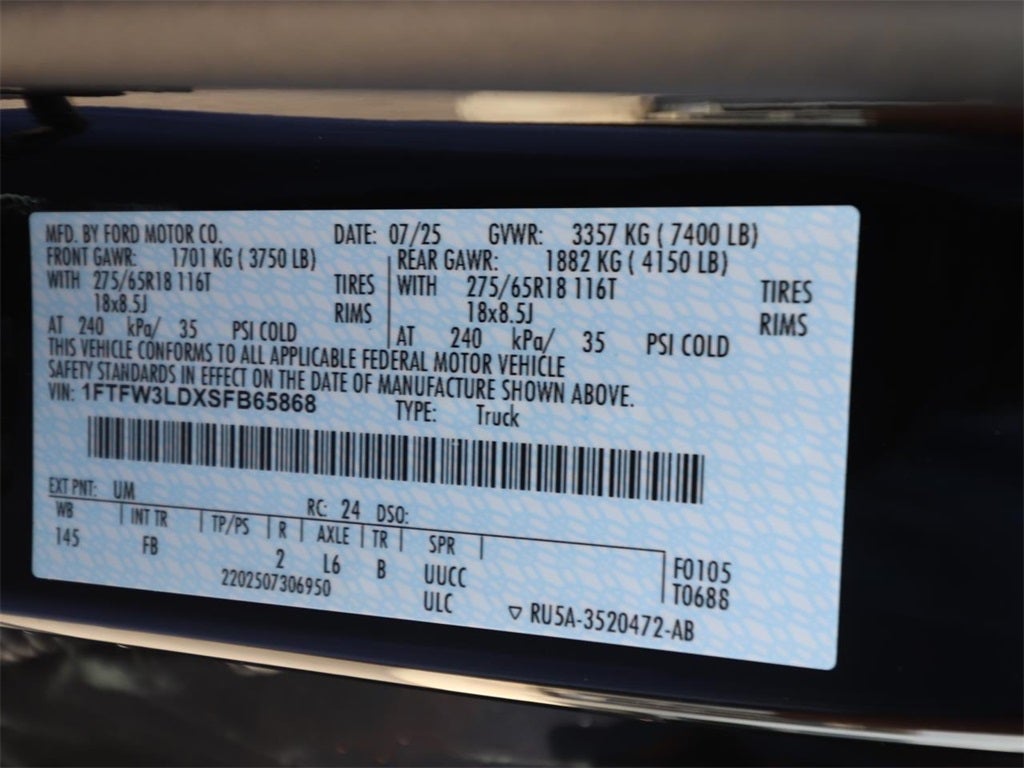 MFD. BY FORD MOTOR CO. DATE: 07/25 GVWR: 3357 KG ( 7400 LB)
FRONT GAWR: 1701 KG ( 3750 LB) REAR GAWR: 1882 KG ( 4150 LB)
WITH 275/65R18 116T TIRES WITH 275/65R18 116T TIRES
18x8.5J RIMS 18x8.5J RIMS
AT 240 kPa/ 35 PSI COLD AT 240 kPa/ 35 PSI COLD
THIS VEHICLE CONFORMS TO ALL APPLICABLE FEDERAL MOTOR VEHICLE
SAFETY STANDARDS IN EFFECT ON THE DATE OF MANUFACTURE SHOWN ABOVE.
VIN: 1FTFW3LDXSFB65868 TYPE: Truck
EXT PNT: UM RC: 24 DSO:
WB INT TR TP/PS R AXLE TR SPR
145 FB 2 L6 B UUCC F0105
2202507306950 ULC T0688
RU5A-3520472-AB